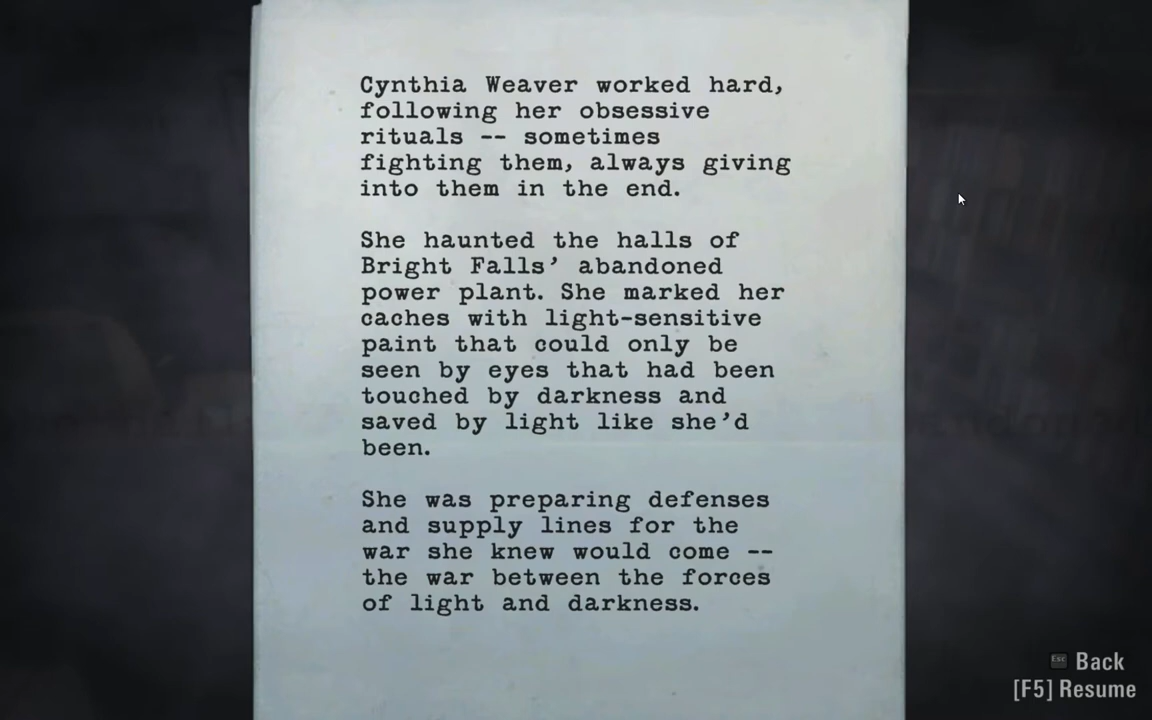 Cynthia Weaver worked hard,
following her obsessive
rituals -- sometimes
fighting them, always giving
into them in the end.
She haunted the halls of
Bright Falls’ abandoned
power plant. She marked her
caches with light-sensitive
paint that could only be
seen by eyes that had been
touched by darkness and
saved by light like she’d
been.
She was preparing defenses
and supply lines for the
war she knew would come --
the war between the forces
of light and darkness.
Esc Back
[F5] Resume